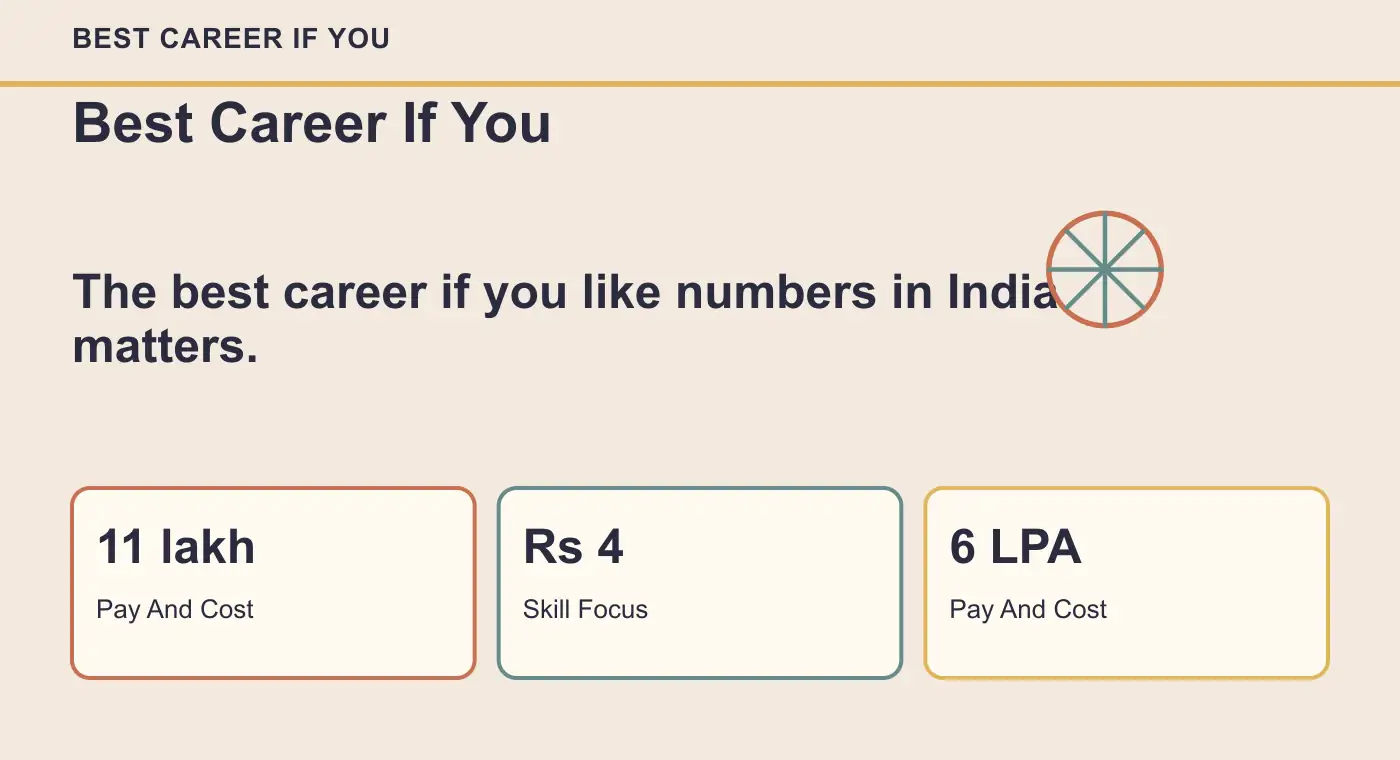 BEST CAREER IF YOU
Best Career If You
The best career if you like numbers in India
matters.
11 lakh
Pay And Cost
Rs 4
Skill Focus
6 LPA
Pay And Cost